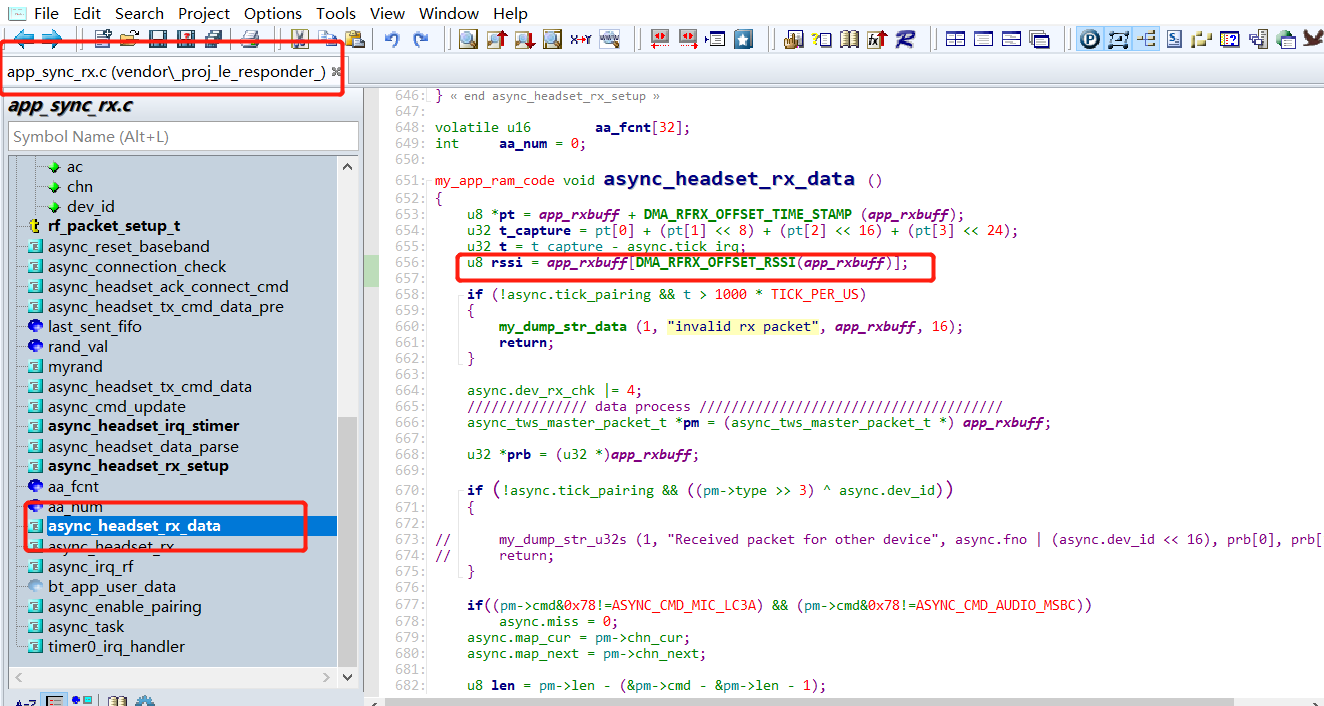 File Edit Search Project Options Tools View Window Help
app_sync_rx.c (vendor\_proj_le_responder_)
app_sync_rx.c
Symbol Name (Alt+L)
ac
chn
dev_id
rf_packet_setup_t
async_reset_baseband
async_connection_check
async_headset_ack_connect_cmd
async_headset_tx_cmd_data_pre
last_sent_fifo
rand_val
myrand
async_headset_tx_cmd_data
async_cmd_update
async_headset_irq_stimer
async_headset_data_parse
async_headset_rx_setup
aa_fcnt
aa_num
async_headset_rx_data
async_headset_rx
async_irq_rf
bt_app_user_data
async_enable_pairing
async_task
timer0_irq_handler
646: } « end async_headset_rx_setup »
647:
648: volatile u16 aa_fcnt[32];
649: int aa_num = 0;
650:
651: my_app_ram_code void async_headset_rx_data ()
652: {
653: u8 *pt = app_rxbuff + DMA_RFRX_OFFSET_TIME_STAMP (app_rxbuff);
654: u32 t_capture = pt[0] + (pt[1] << 8) + (pt[2] << 16) + (pt[3] << 24);
655: u32 t = t_capture - async.tick_irq;
656: u8 rssi = app_rxbuff[DMA_RFRX_OFFSET_RSSI(app_rxbuff)];
657:
658: if (!async.tick_pairing && t > 1000 * TICK_PER_US)
659: {
660: my_dump_str_data (1, "invalid rx packet", app_rxbuff, 16);
661: return;
662: }
663:
664: async.dev_rx_chk |= 4;
665: /////////////// data process //////////////////////////////////////
666: async_tws_master_packet_t *pm = (async_tws_master_packet_t *) app_rxbuff;
667:
668: u32 *prb = (u32 *)app_rxbuff;
669:
670: if (!async.tick_pairing && ((pm->type >> 3) ^ async.dev_id))
671: {
672:
673: // my_dump_str_u32s (1, "Received packet for other device", async.fno | (async.dev_id << 16), prb[0], prb[
674: // return;
675: }
676:
677: if((pm->cmd&0x78!=ASYNC_CMD_MIC_LC3A) && (pm->cmd&0x78!=ASYNC_CMD_AUDIO_MSBC))
678: async.miss = 0;
679: async.map_cur = pm->chn_cur;
680: async.map_next = pm->chn_next;
681:
682: u8 len = pm->len - (&pm->cmd - &pm->len - 1);